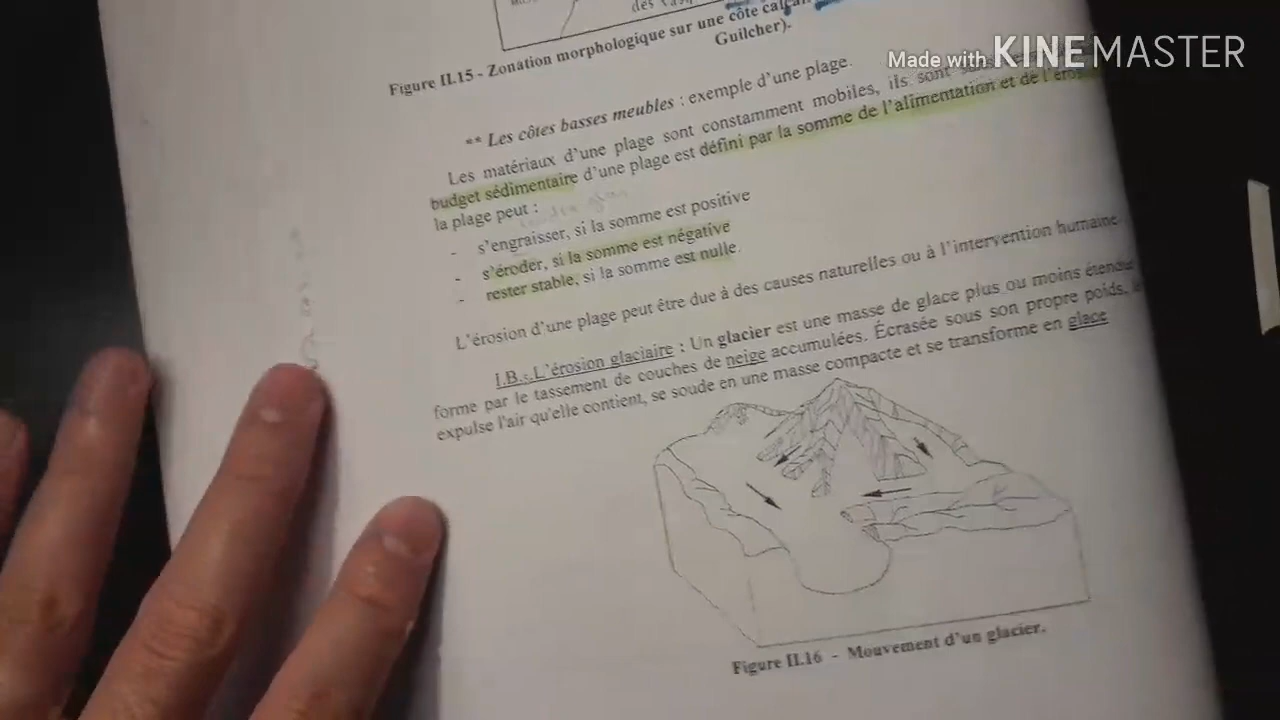 des
Figure II.15 - Zonation morphologique sur une côte
Guilcher).
Made with KINEMASTER
** Les côtes basses meubles : exemple d'une plage.
Les matériaux d'une plage sont constamment mobiles, ils sont
budget sédimentaire d'une plage est défini par la somme de l'alimentation et de
la plage peut :
- s'engraisser, si la somme est positive
- s'éroder, si la somme est négative
- rester stable, si la somme est nulle.
L'érosion d'une plage peut être due à des causes naturelles ou à l'intervention humaine
I.B.: L'érosion glaciaire : Un glacier est une masse de glace plus ou moins étendue
forme par le tassement de couches de neige accumulées. Écrasée sous son propre poids,
expulse l'air qu'elle contient, se soude en une masse compacte et se transforme en glace
Figure II.16 - Mouvement d'un glacier.